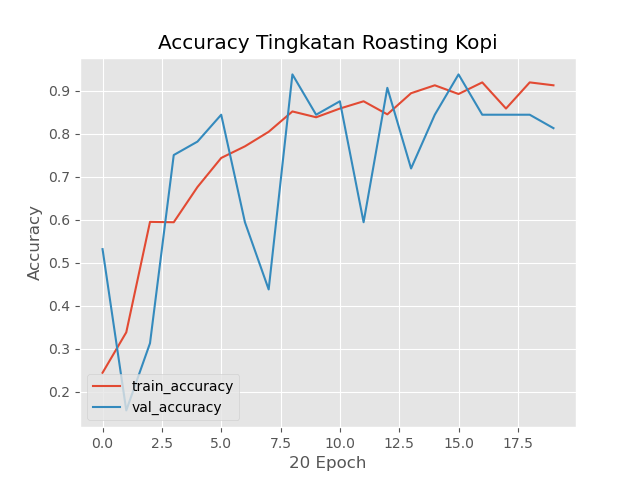 Accuracy Tingkatan Roasting Kopi
Accuracy
0.9
0.8
0.7
0.6
0.5
0.4
0.3
0.2
train_accuracy
val_accuracy
0.0 2.5 5.0 7.5 10.0 12.5 15.0 17.5
20 Epoch